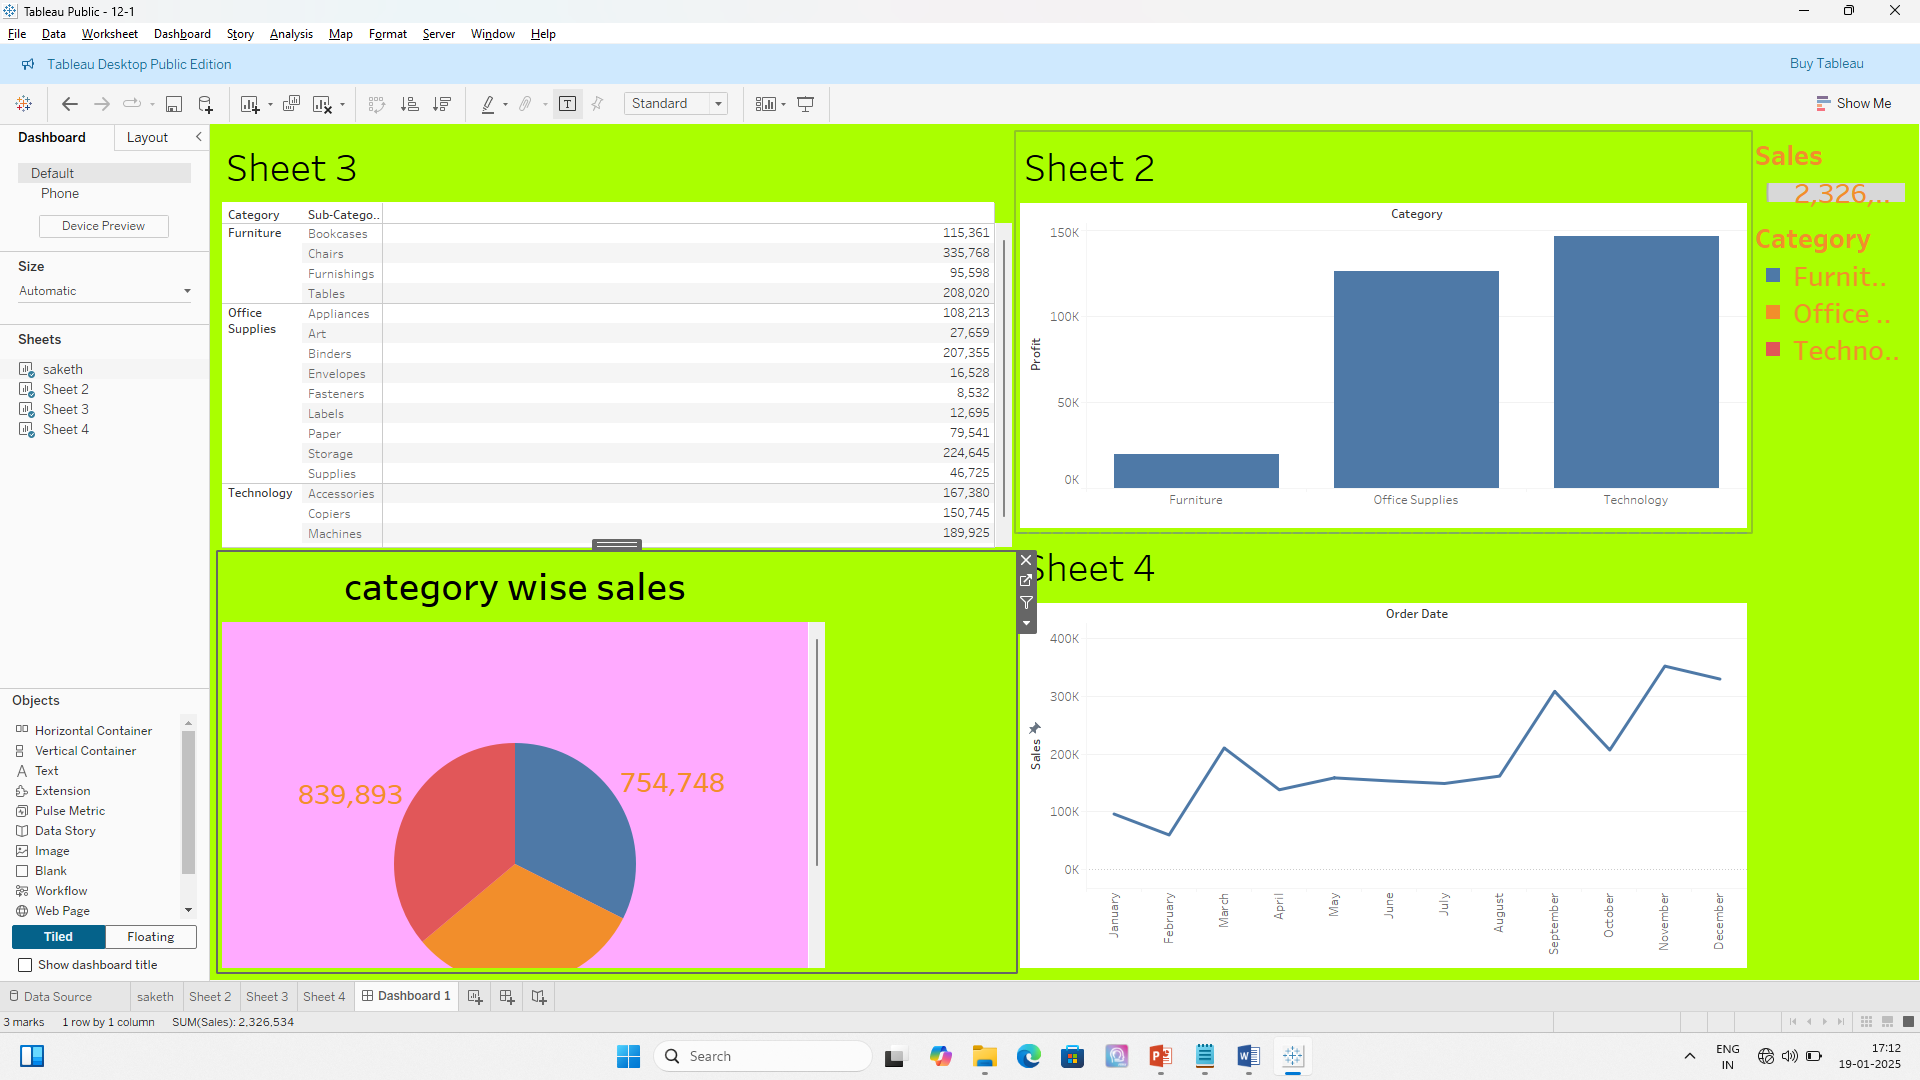 Tableau Public - 12-1
File Data Worksheet Dashboard Story Analysis Map Format Server Window Help
Tableau Desktop Public Edition
Buy Tableau
Standard
Show Me
Dashboard Layout
Default
Phone
Device Preview
Size
Automatic
Sheets
saketh
Sheet 2
Sheet 3
Sheet 4
Objects
Horizontal Container
Vertical Container
Text
Extension
Pulse Metric
Data Story
Image
Blank
Workflow
Web Page
Tiled Floating
Show dashboard title
Sheet 3
Category Sub-Catego..
Furniture Bookcases 115,361
Chairs 335,768
Furnishings 95,598
Tables 208,020
Office Supplies Appliances 108,213
Art 27,659
Binders 207,355
Envelopes 16,528
Fasteners 8,532
Labels 12,695
Paper 79,541
Storage 224,645
Supplies 46,725
Technology Accessories 167,380
Copiers 150,745
Machines 189,925
Sheet 2
Category
Profit
150K
100K
50K
0K
Furniture Office Supplies Technology
Sales
2,326,..
Category
Furnit..
Office ..
Techno..
category wise sales
839,893
754,748
Sheet 4
Order Date
Sales
400K
300K
200K
100K
0K
January February March April May June July August September October November December
Data Source saketh Sheet 2 Sheet 3 Sheet 4 Dashboard 1
3 marks 1 row by 1 column SUM(Sales): 2,326,534
Search
ENG
IN
17:12
19-01-2025